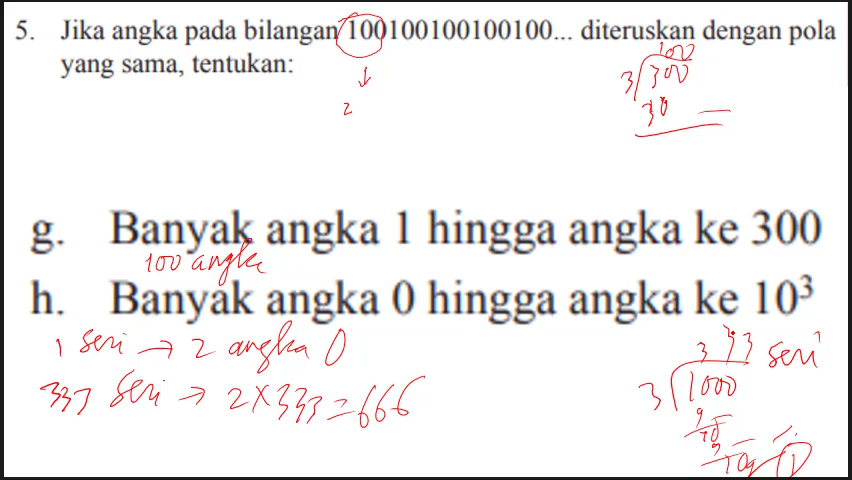 5. Jika angka pada bilangan 100100100100100... diteruskan dengan pola
yang sama, tentukan:
2
100
3 300
30
g. Banyak angka 1 hingga angka ke 300
100 angka
h. Banyak angka 0 hingga angka ke 10³
1 seri → 2 angka 0
333 seri → 2 x 333 = 666
333 seri
3 1000
9
10
9
10